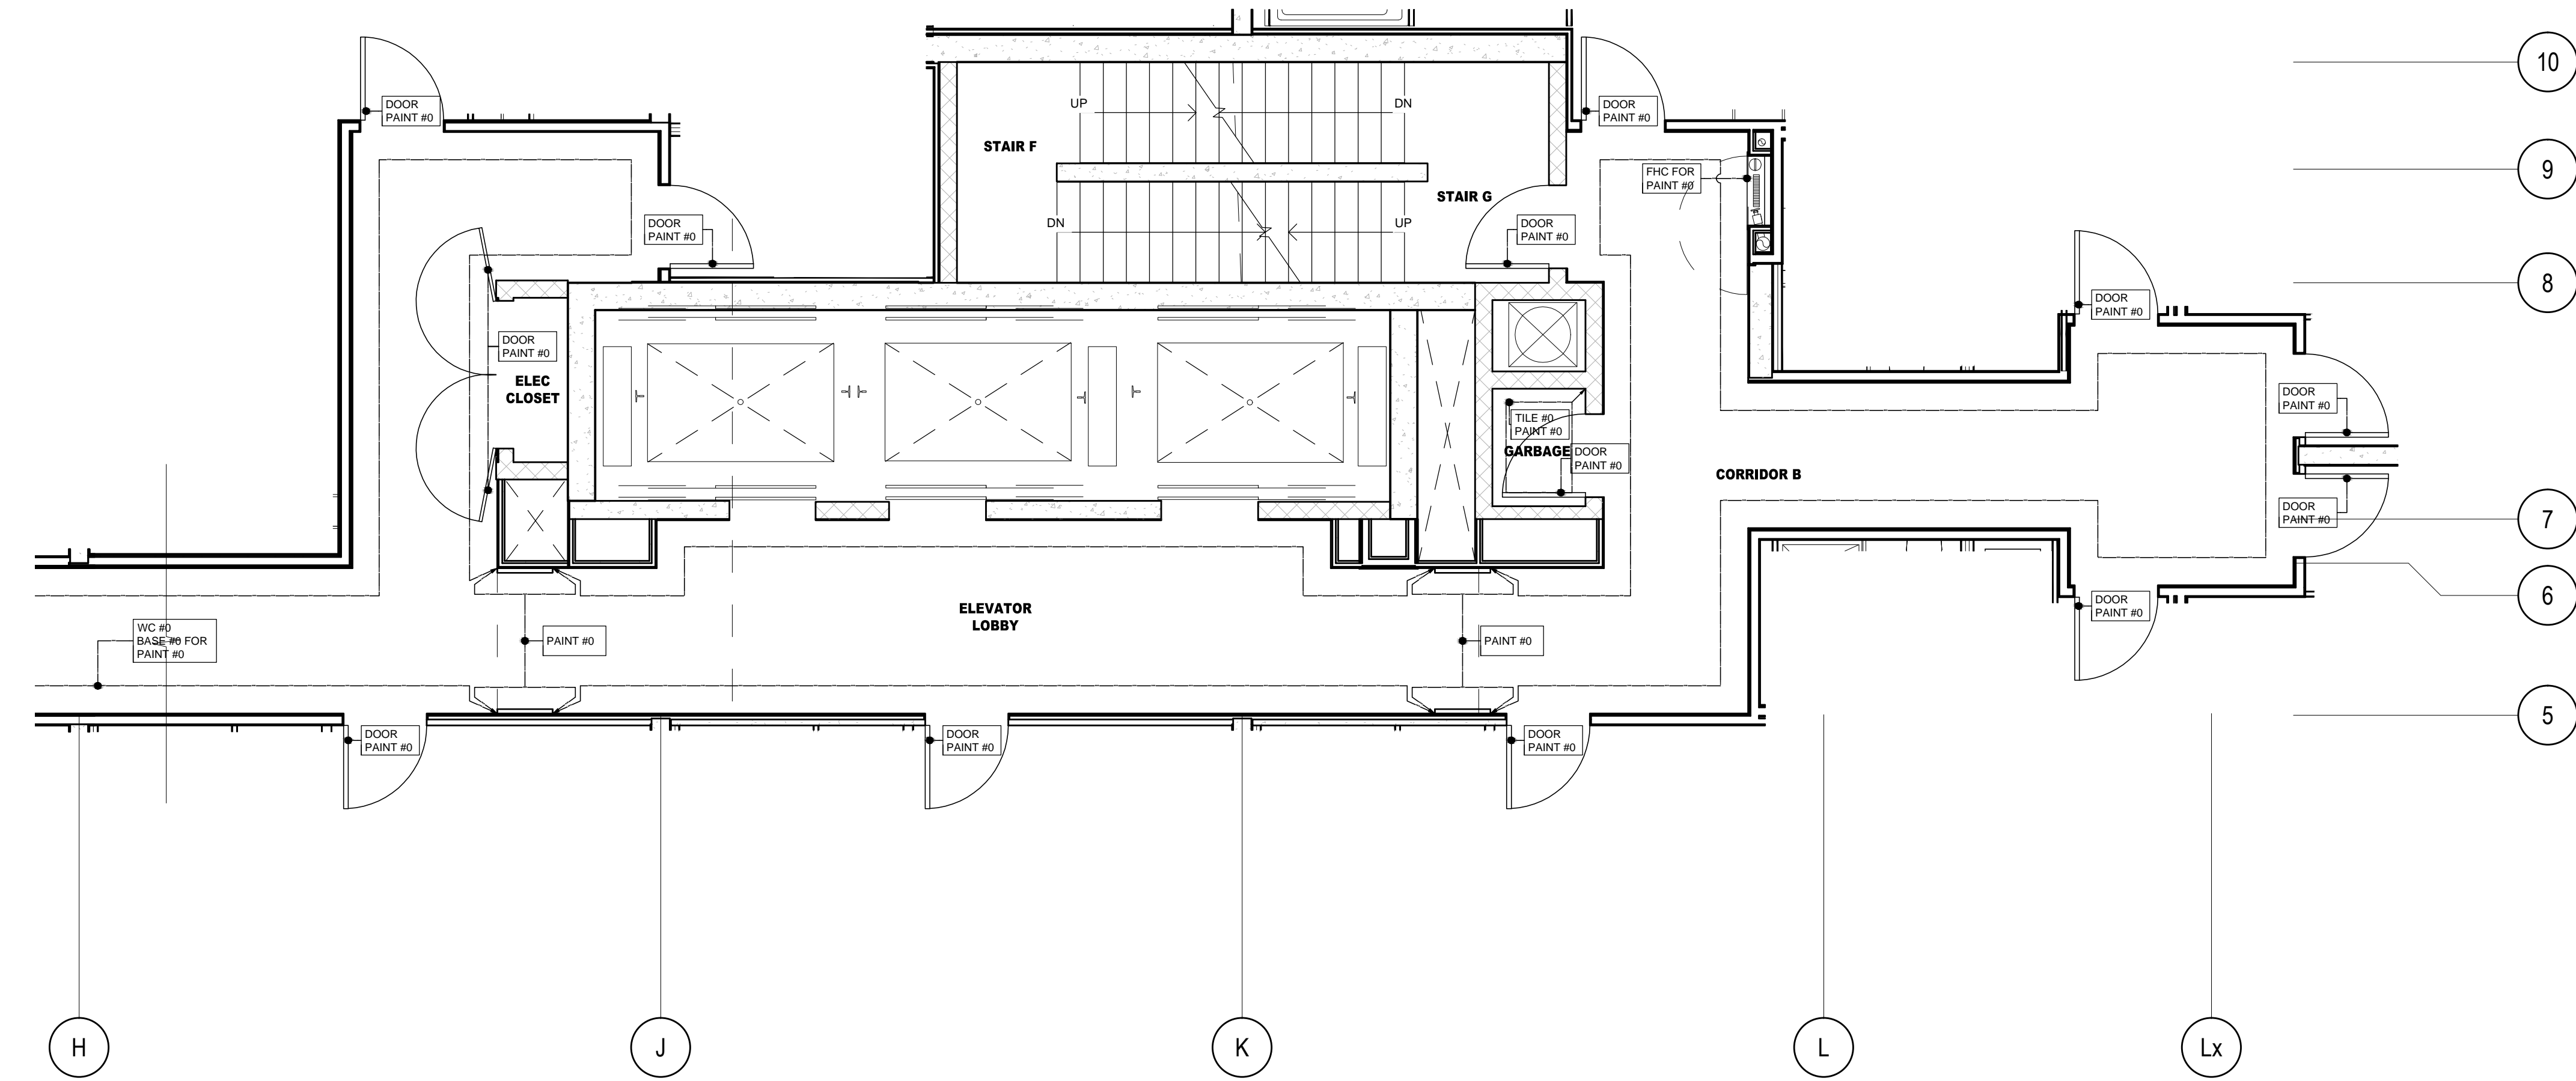 10
DOOR
PAINT #0
DOOR
PAINT #0
UP
DN
STAIR F
9
FHC FOR
PAINT #0
STAIR G
DOOR
PAINT #0
DN
UP
DOOR
PAINT #0
8
DOOR
PAINT #0
DOOR
PAINT #0
ELEC
CLOSET
DOOR
PAINT #0
TILE #0
PAINT #0
GARBAGE
DOOR
PAINT #0
CORRIDOR B
DOOR
PAINT #0
7
6
DOOR
PAINT #0
ELEVATOR
LOBBY
WC #0
BASE #0 FOR
PAINT #0
PAINT #0
PAINT #0
5
DOOR
PAINT #0
DOOR
PAINT #0
DOOR
PAINT #0
H
J
K
L
Lx